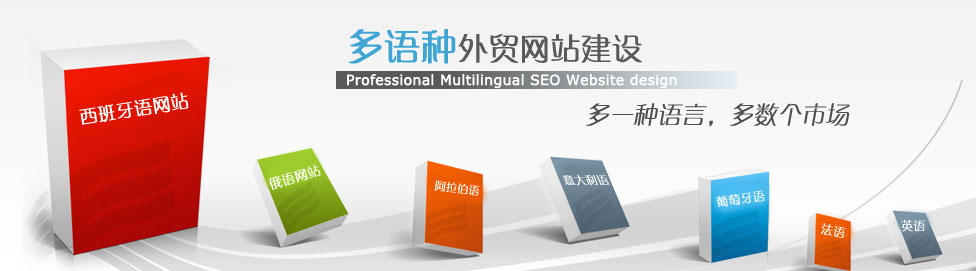 多语种外贸网站建设
Professional Multilingual SEO Website design
多一种语言，多数个市场
西班牙语网站
俄语网站
阿拉伯语
意大利语
葡萄牙语
法语
英语